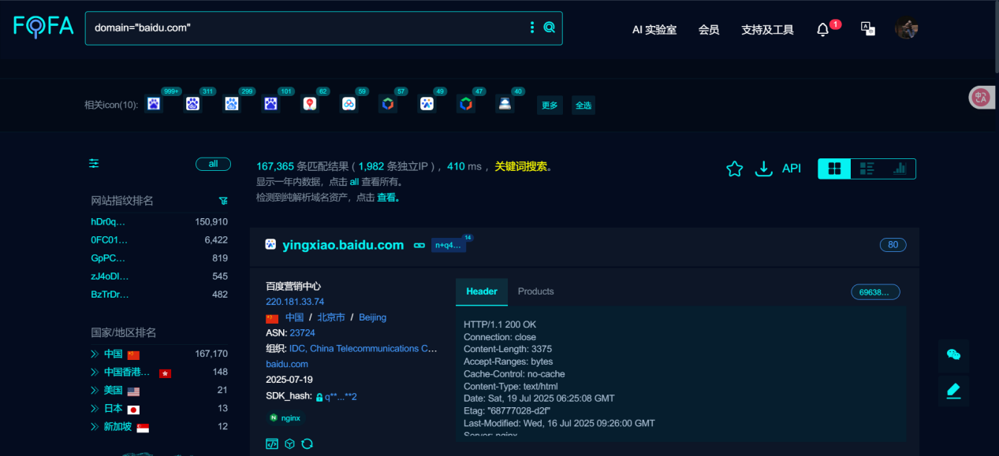 FOFA
domain="baidu.com"
AI 实验室
会员
支持及工具
1
相关icon(10):
999+
311
299
101
62
59
57
49
47
40
更多
全选
all
167,365 条匹配结果 ( 1,982 条独立IP ) ，410 ms ，关键词搜索。
显示一年内数据，点击 all 查看所有。
检测到纯解析域名资产，点击 查看。
API
网站指纹排名
hDr0q... 150,910
0FC01... 6,422
GpPC... 819
zJ4oDl... 545
BzTrDr... 482
国家/地区排名
中国 167,170
中国香港... 148
美国 21
日本 13
新加坡 12
yingxiao.baidu.com
n+q4...
14
80
百度营销中心
220.181.33.74
中国 / 北京市 / Beijing
ASN: 23724
组织: IDC, China Telecommunications C...
baidu.com
2025-07-19
SDK_hash: q**...**2
nginx
Header
Products
69638...
HTTP/1.1 200 OK
Connection: close
Content-Length: 3375
Accept-Ranges: bytes
Cache-Control: no-cache
Content-Type: text/html
Date: Sat, 19 Jul 2025 06:25:08 GMT
Etag: "68777028-d2f"
Last-Modified: Wed, 16 Jul 2025 09:26:00 GMT
Server: nginx